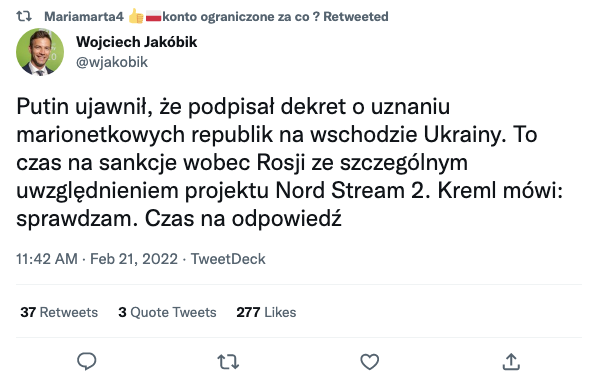 Mariamarta4 👍🇵🇱konto ograniczone za co ? Retweeted
Wojciech Jakóbik
@wjakobik
Putin ujawnił, że podpisał dekret o uznaniu
marionetkowych republik na wschodzie Ukrainy. To
czas na sankcje wobec Rosji ze szczególnym
uwzględnieniem projektu Nord Stream 2. Kreml mówi:
sprawdzam. Czas na odpowiedź
11:42 AM · Feb 21, 2022 · TweetDeck
37 Retweets 3 Quote Tweets 277 Likes